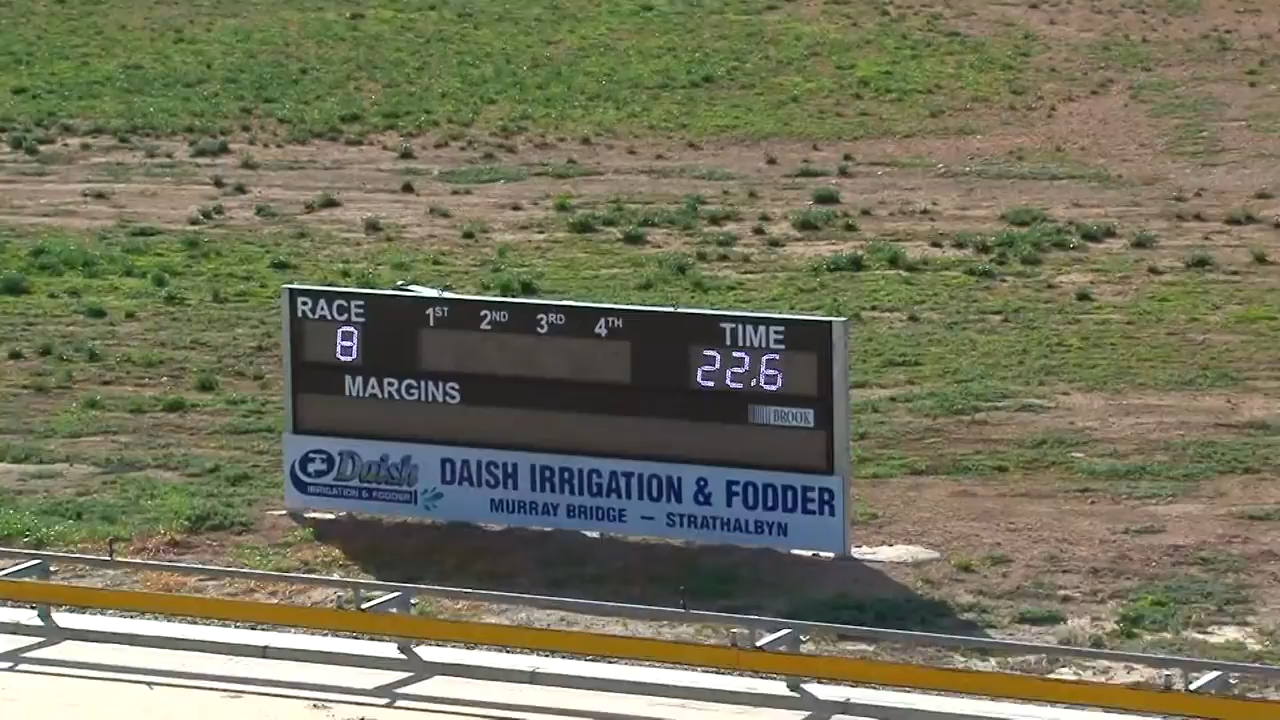 RACE 1ST 2ND 3RD 4TH TIME
8 22.6
MARGINS
BROOK
Daish
IRRIGATION & FODDER
DAISH IRRIGATION & FODDER
MURRAY BRIDGE – STRATHALBYN